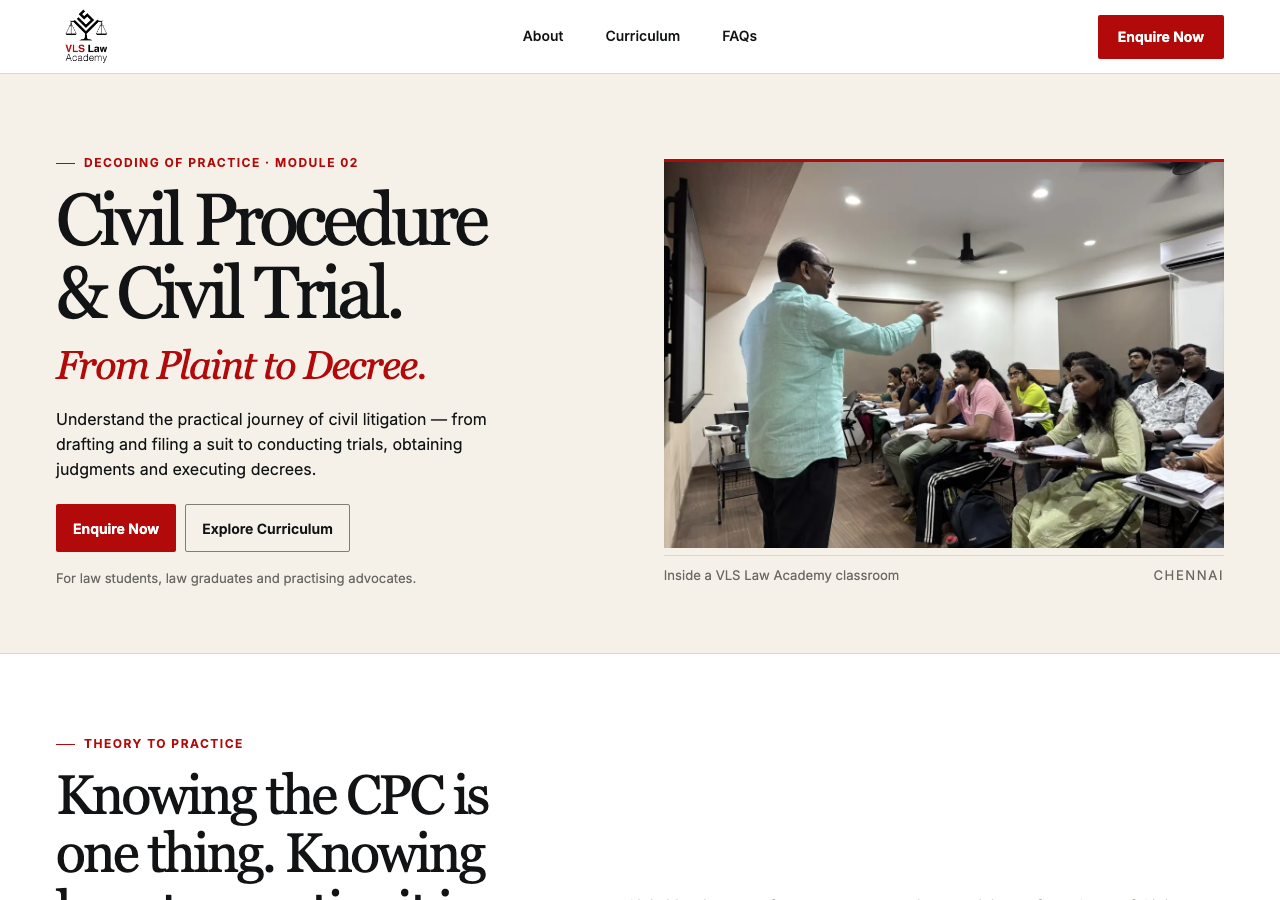 VLS Law
Academy
About
Curriculum
FAQs
Enquire Now
DECODING OF PRACTICE · MODULE 02
Civil Procedure
& Civil Trial.
From Plaint to Decree.
Understand the practical journey of civil litigation — from
drafting and filing a suit to conducting trials, obtaining
judgments and executing decrees.
Enquire Now
Explore Curriculum
For law students, law graduates and practising advocates.
Inside a VLS Law Academy classroom
CHENNAI
THEORY TO PRACTICE
Knowing the CPC is
one thing. Knowing